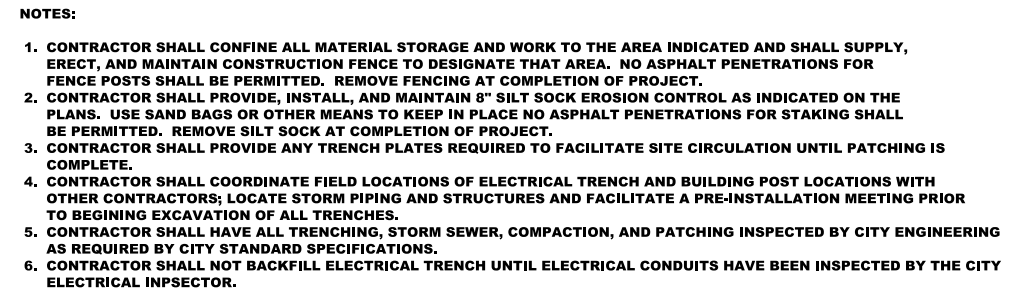 NOTES:
1. CONTRACTOR SHALL CONFINE ALL MATERIAL STORAGE AND WORK TO THE AREA INDICATED AND SHALL SUPPLY,
ERECT, AND MAINTAIN CONSTRUCTION FENCE TO DESIGNATE THAT AREA. NO ASPHALT PENETRATIONS FOR
FENCE POSTS SHALL BE PERMITTED. REMOVE FENCING AT COMPLETION OF PROJECT.
2. CONTRACTOR SHALL PROVIDE, INSTALL, AND MAINTAIN 8" SILT SOCK EROSION CONTROL AS INDICATED ON THE
PLANS. USE SAND BAGS OR OTHER MEANS TO KEEP IN PLACE NO ASPHALT PENETRATIONS FOR STAKING SHALL
BE PERMITTED. REMOVE SILT SOCK AT COMPLETION OF PROJECT.
3. CONTRACTOR SHALL PROVIDE ANY TRENCH PLATES REQUIRED TO FACILITATE SITE CIRCULATION UNTIL PATCHING IS
COMPLETE.
4. CONTRACTOR SHALL COORDINATE FIELD LOCATIONS OF ELECTRICAL TRENCH AND BUILDING POST LOCATIONS WITH
OTHER CONTRACTORS; LOCATE STORM PIPING AND STRUCTURES AND FACILITATE A PRE-INSTALLATION MEETING PRIOR
TO BEGINING EXCAVATION OF ALL TRENCHES.
5. CONTRACTOR SHALL HAVE ALL TRENCHING, STORM SEWER, COMPACTION, AND PATCHING INSPECTED BY CITY ENGINEERING
AS REQUIRED BY CITY STANDARD SPECIFICATIONS.
6. CONTRACTOR SHALL NOT BACKFILL ELECTRICAL TRENCH UNTIL ELECTRICAL CONDUITS HAVE BEEN INSPECTED BY THE CITY
ELECTRICAL INPSECTOR.